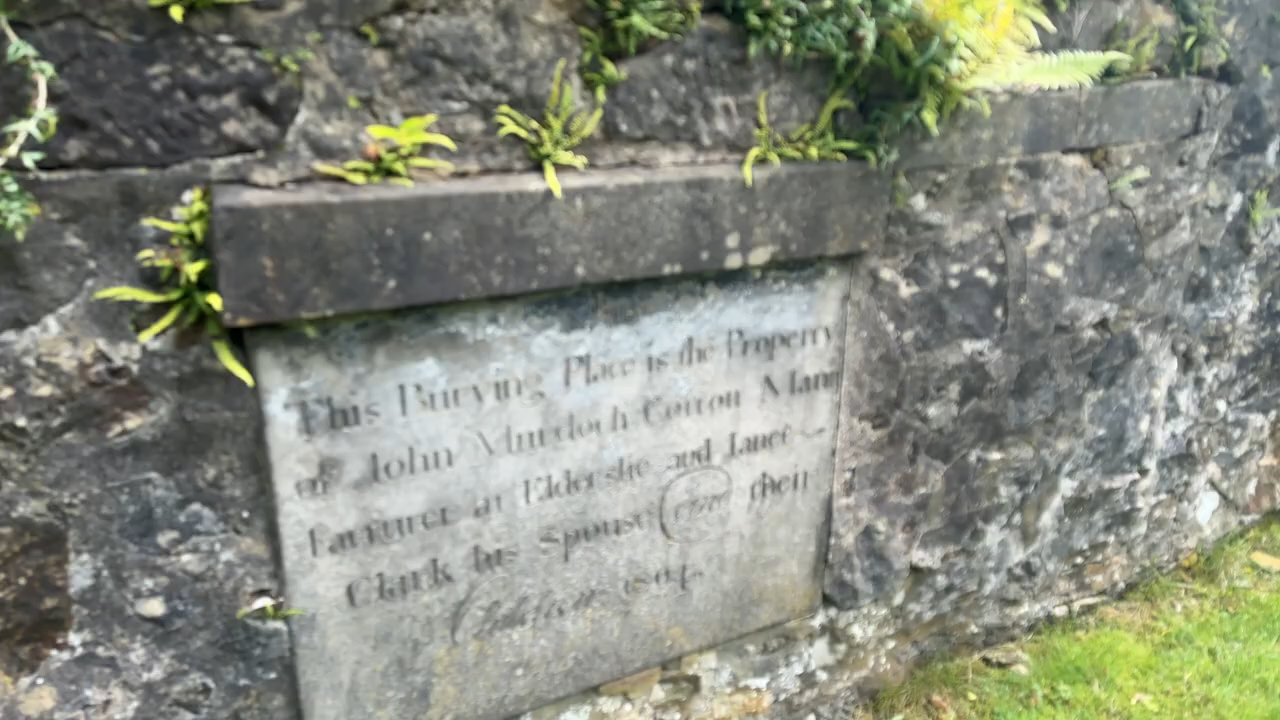 This Burying Place is the Property
of John Murdoch Cotton Manu
facturer at Elderslie and Janet
Clark his Spouse and their
Children 1804